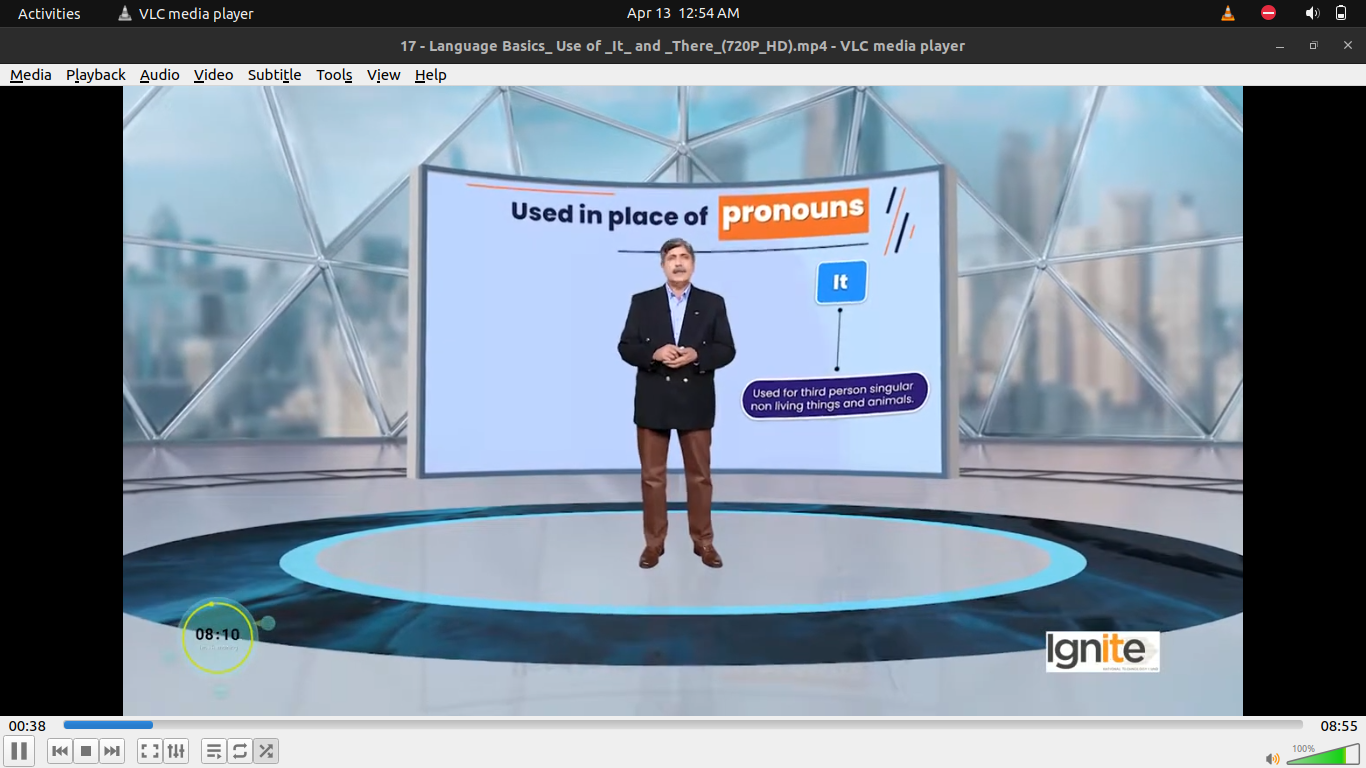 Activities
VLC media player
Apr 13 12:54 AM
17 - Language Basics_ Use of _It_ and _There_(720P_HD).mp4 - VLC media player
Media Playback Audio Video Subtitle Tools View Help
Used in place of pronouns
It
Used for third person singular
non living things and animals.
08:10
Ignite
00:38
08:55
100%